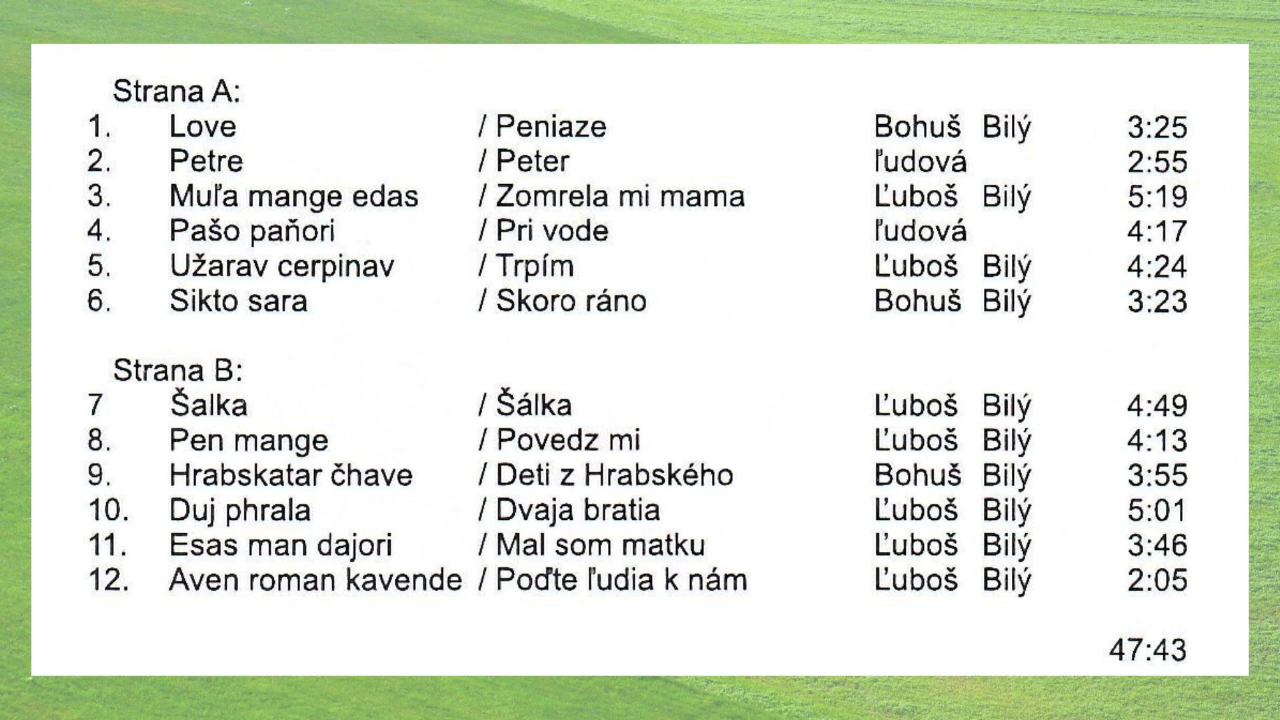 Strana A:
1. Love / Peniaze Bohuš Bilý 3:25
2. Petre / Peter ľudová 2:55
3. Muľa mange edas / Zomrela mi mama Ľuboš Bilý 5:19
4. Pašo paňori / Pri vode ľudová 4:17
5. Užarav cerpinav / Trpím Ľuboš Bilý 4:24
6. Sikto sara / Skoro ráno Bohuš Bilý 3:23
Strana B:
7 Šalka / Šálka Ľuboš Bilý 4:49
8. Pen mange / Povedz mi Ľuboš Bilý 4:13
9. Hrabskatar čhave / Deti z Hrabského Bohuš Bilý 3:55
10. Duj phrala / Dvaja bratia Ľuboš Bilý 5:01
11. Esas man dajori / Mal som matku Ľuboš Bilý 3:46
12. Aven roman kavende / Poďte ľudia k nám Ľuboš Bilý 2:05
47:43